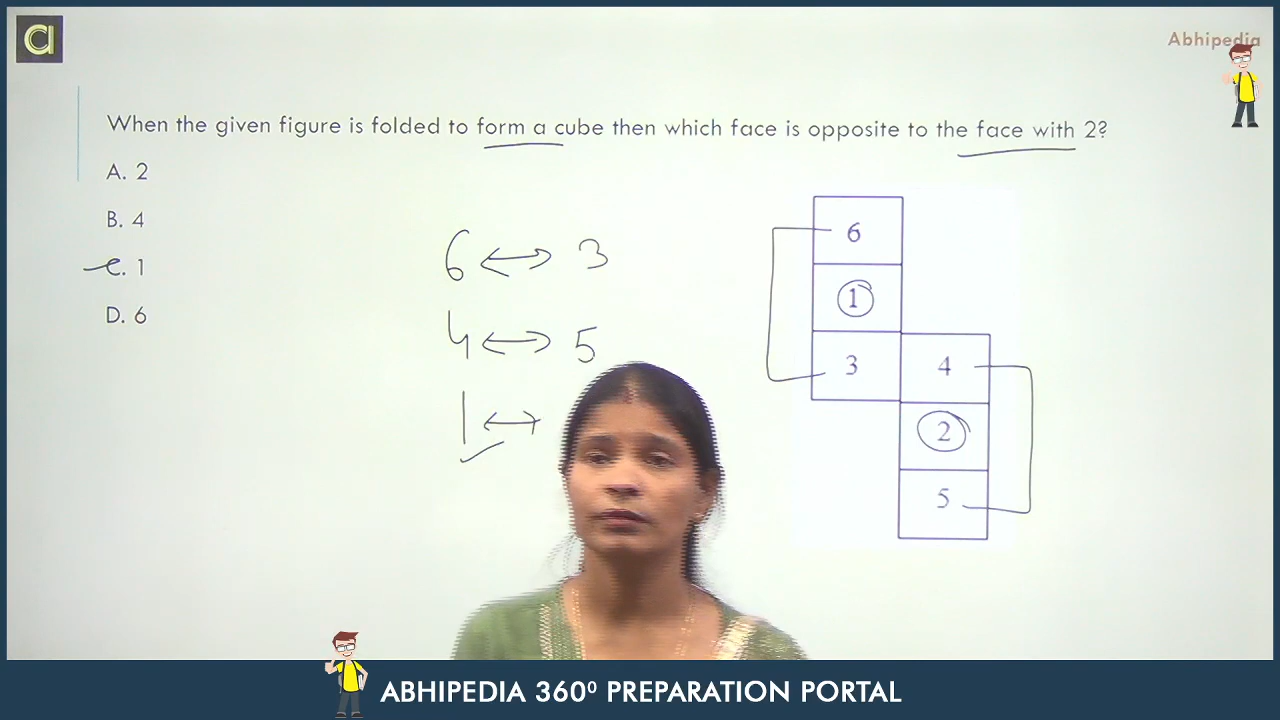 Abhipedia
When the given figure is folded to form a cube then which face is opposite to the face with 2?
A. 2
B. 4
C. 1
D. 6
6 ↔ 3
4 ↔ 5
1 ↔
6
1
3 4
2
5
ABHIPEDIA 360⁰ PREPARATION PORTAL